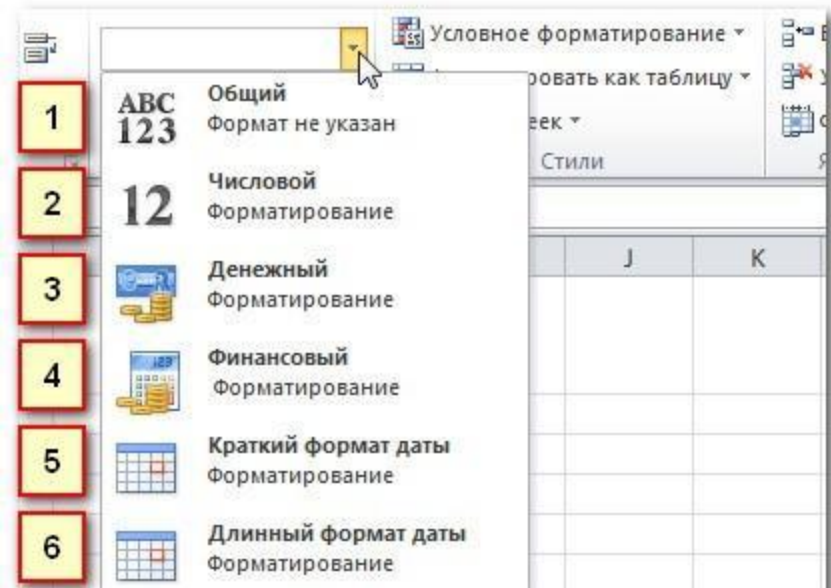 Условное форматирование
овать как таблицу
еек
Стили
1
ABC
123
Общий
Формат не указан
2
12
Числовой
Форматирование
J
K
3
Денежный
Форматирование
4
Финансовый
Форматирование
5
Краткий формат даты
Форматирование
6
Длинный формат даты
Форматирование